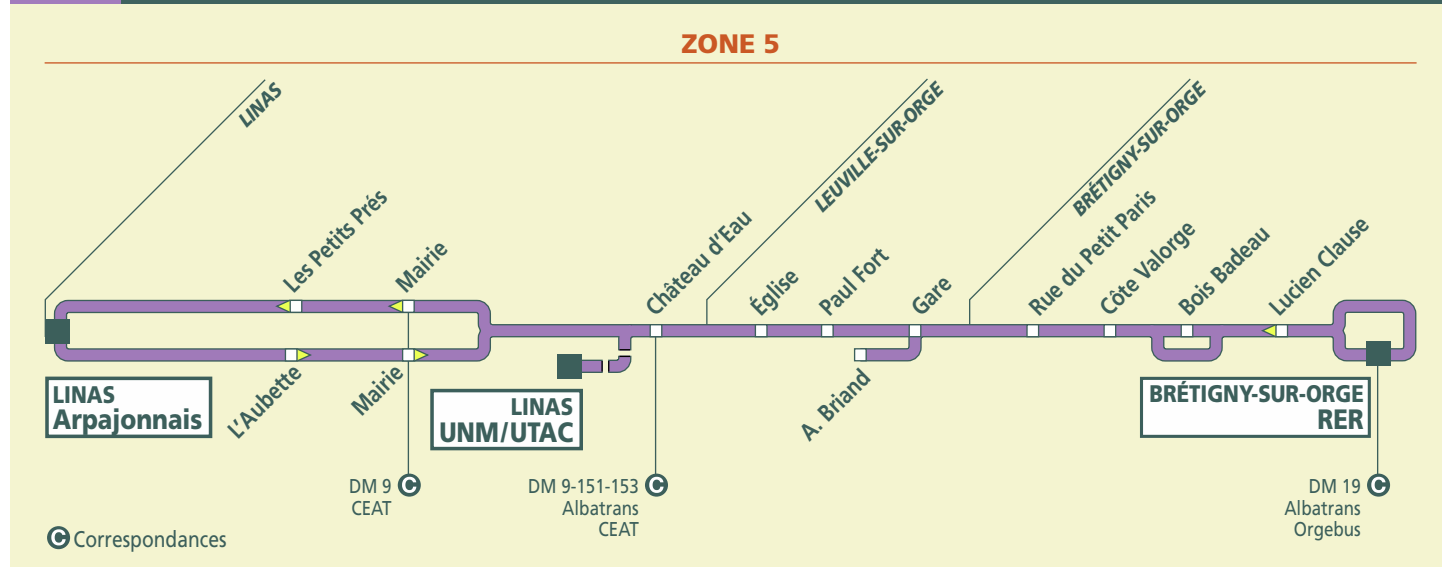 ZONE 5
LINAS
LEUVILLE-SUR-ORGE
BRÉTIGNY-SUR-ORGE
Les Petits Prés
Mairie
Château d'Eau
Église
Paul Fort
Gare
Rue du Petit Paris
Côte Valorge
Bois Badeau
Lucien Clause
LINAS
Arpajonnais
L'Aubette
Mairie
LINAS
UNM/UTAC
A. Briand
BRÉTIGNY-SUR-ORGE
RER
DM 9 C
CEAT
DM 9-151-153 C
Albatrans
CEAT
DM 19 C
Albatrans
Orgebus
C Correspondances